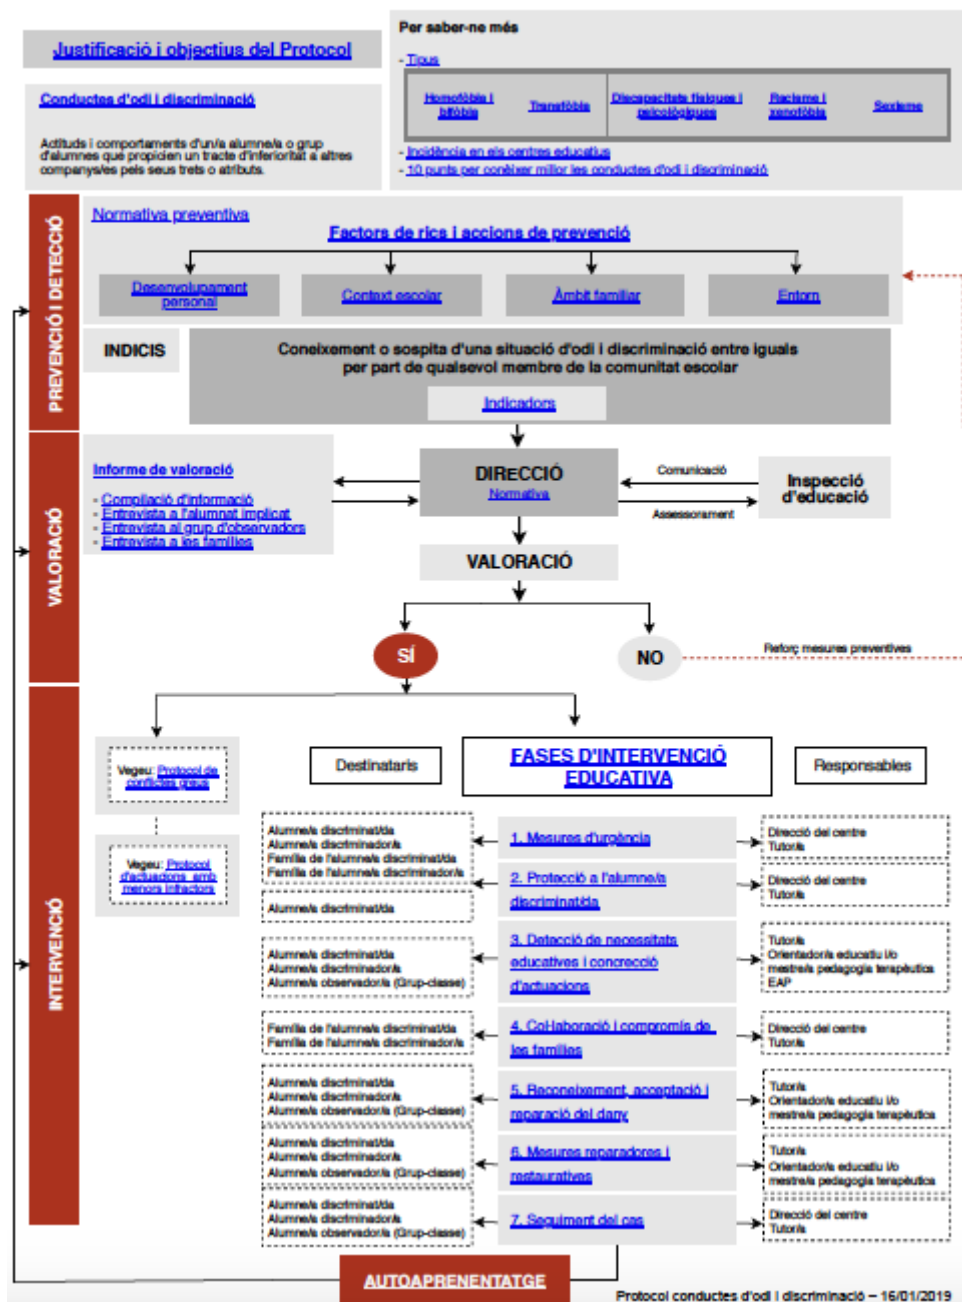 Justificació i objectius del Protocol
Conductes d'odi i discriminació
Actituds i comportaments d'un/a alumne/a o grup
d'alumnes que propicien un tracte d'inferioritat a altres
companys/es pels seus trets o atributs.
Per saber-ne més
- Tipus
Homofòbia i
bifòbia
Transfòbia
Discapacitats físiques i
psicològiques
Racisme i
xenofòbia
Sexisme
- Incidència en els centres educatius
- 10 punts per conèixer millor les conductes d'odi i discriminació
PREVENCIÓ I DETECCIÓ
Normativa preventiva
Factors de rics i accions de prevenció
Desenvolupament
personal
Context escolar
Àmbit familiar
Entorn
INDICIS
Coneixement o sospita d'una situació d'odi i discriminació entre iguals
per part de qualsevol membre de la comunitat escolar
Indicadors
VALORACIÓ
Informe de valoració
- Compilació d'informació
- Entrevista a l'alumnat implicat
- Entrevista al grup d'observadors
- Entrevista a les famílies
DIRECCIÓ
Normativa
Comunicació
Assessorament
Inspecció
d'educació
VALORACIÓ
SÍ
NO
Reforç mesures preventives
INTERVENCIÓ
Vegeu: Protocol de
conflictes greus
Vegeu: Protocol
d'actuacions amb
menors infractors
Destinataris
FASES D'INTERVENCIÓ
EDUCATIVA
Responsables
Alumne/a discriminat/da
Alumne/a discriminador/a
Família de l'alumne/a discriminat/da
Família de l'alumne/a discriminador/a
1. Mesures d'urgència
Direcció del centre
Tutor/a
Alumne/a discriminat/da
2. Protecció a l'alumne/a
discriminat/da
Direcció del centre
Tutor/a
Alumne/a discriminat/da
Alumne/a discriminador/a
Alumne/a observador/a (Grup-classe)
3. Detecció de necessitats
educatives i concrecció
d'actuacions
Tutor/a
Orientador/a educatiu i/o
mestre/a pedagogia terapèutica
EAP
Família de l'alumne/a discriminat/da
Família de l'alumne/a discriminador/a
4. Col·laboració i compromís de
les famílies
Direcció del centre
Tutor/a
Alumne/a discriminat/da
Alumne/a discriminador/a
Alumne/a observador/a (Grup-classe)
5. Reconeixement, acceptació i
reparació del dany
Tutor/a
Orientador/a educatiu i/o
mestre/a pedagogia terapèutica
Alumne/a discriminat/da
Alumne/a discriminador/a
Alumne/a observador/a (Grup-classe)
6. Mesures reparadores i
restauratives
Tutor/a
Orientador/a educatiu i/o
mestre/a pedagogia terapèutica
Alumne/a discriminat/da
Alumne/a discriminador/a
Alumne/a observador/a (Grup-classe)
7. Seguiment del cas
Direcció del centre
Tutor/a
AUTOAPRENENTATGE
Protocol conductes d'odi i discriminació – 16/01/2019